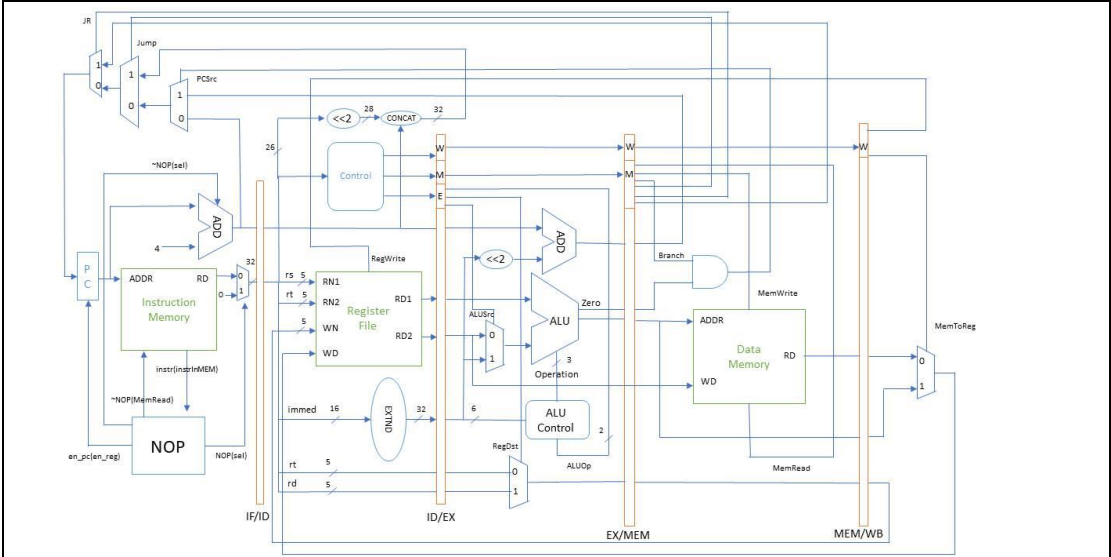 JR
Jump
1
0
1
0
PCSrc
1
0
<<2
28
CONCAT
32
26
Control
W
M
E
W
M
W
~NOP(sel)
ADD
4
PC
ADDR
RD
Instruction
Memory
32
0
0
1
instr(instrInMEM)
~NOP(MemRead)
NOP
en_pc(en_reg)
NOP(sel)
IF/ID
RegWrite
rs
5
rt
5
5
RN1
RN2
WN
WD
Register
File
RD1
RD2
immed
16
EXTND
32
rt
5
rd
5
ID/EX
<<2
ADD
ALUSrc
0
1
ALU
Zero
3
Operation
6
ALU
Control
2
ALUOp
RegDst
0
1
EX/MEM
Branch
MemWrite
ADDR
Data
Memory
RD
WD
MemRead
MEM/WB
MemToReg
0
1